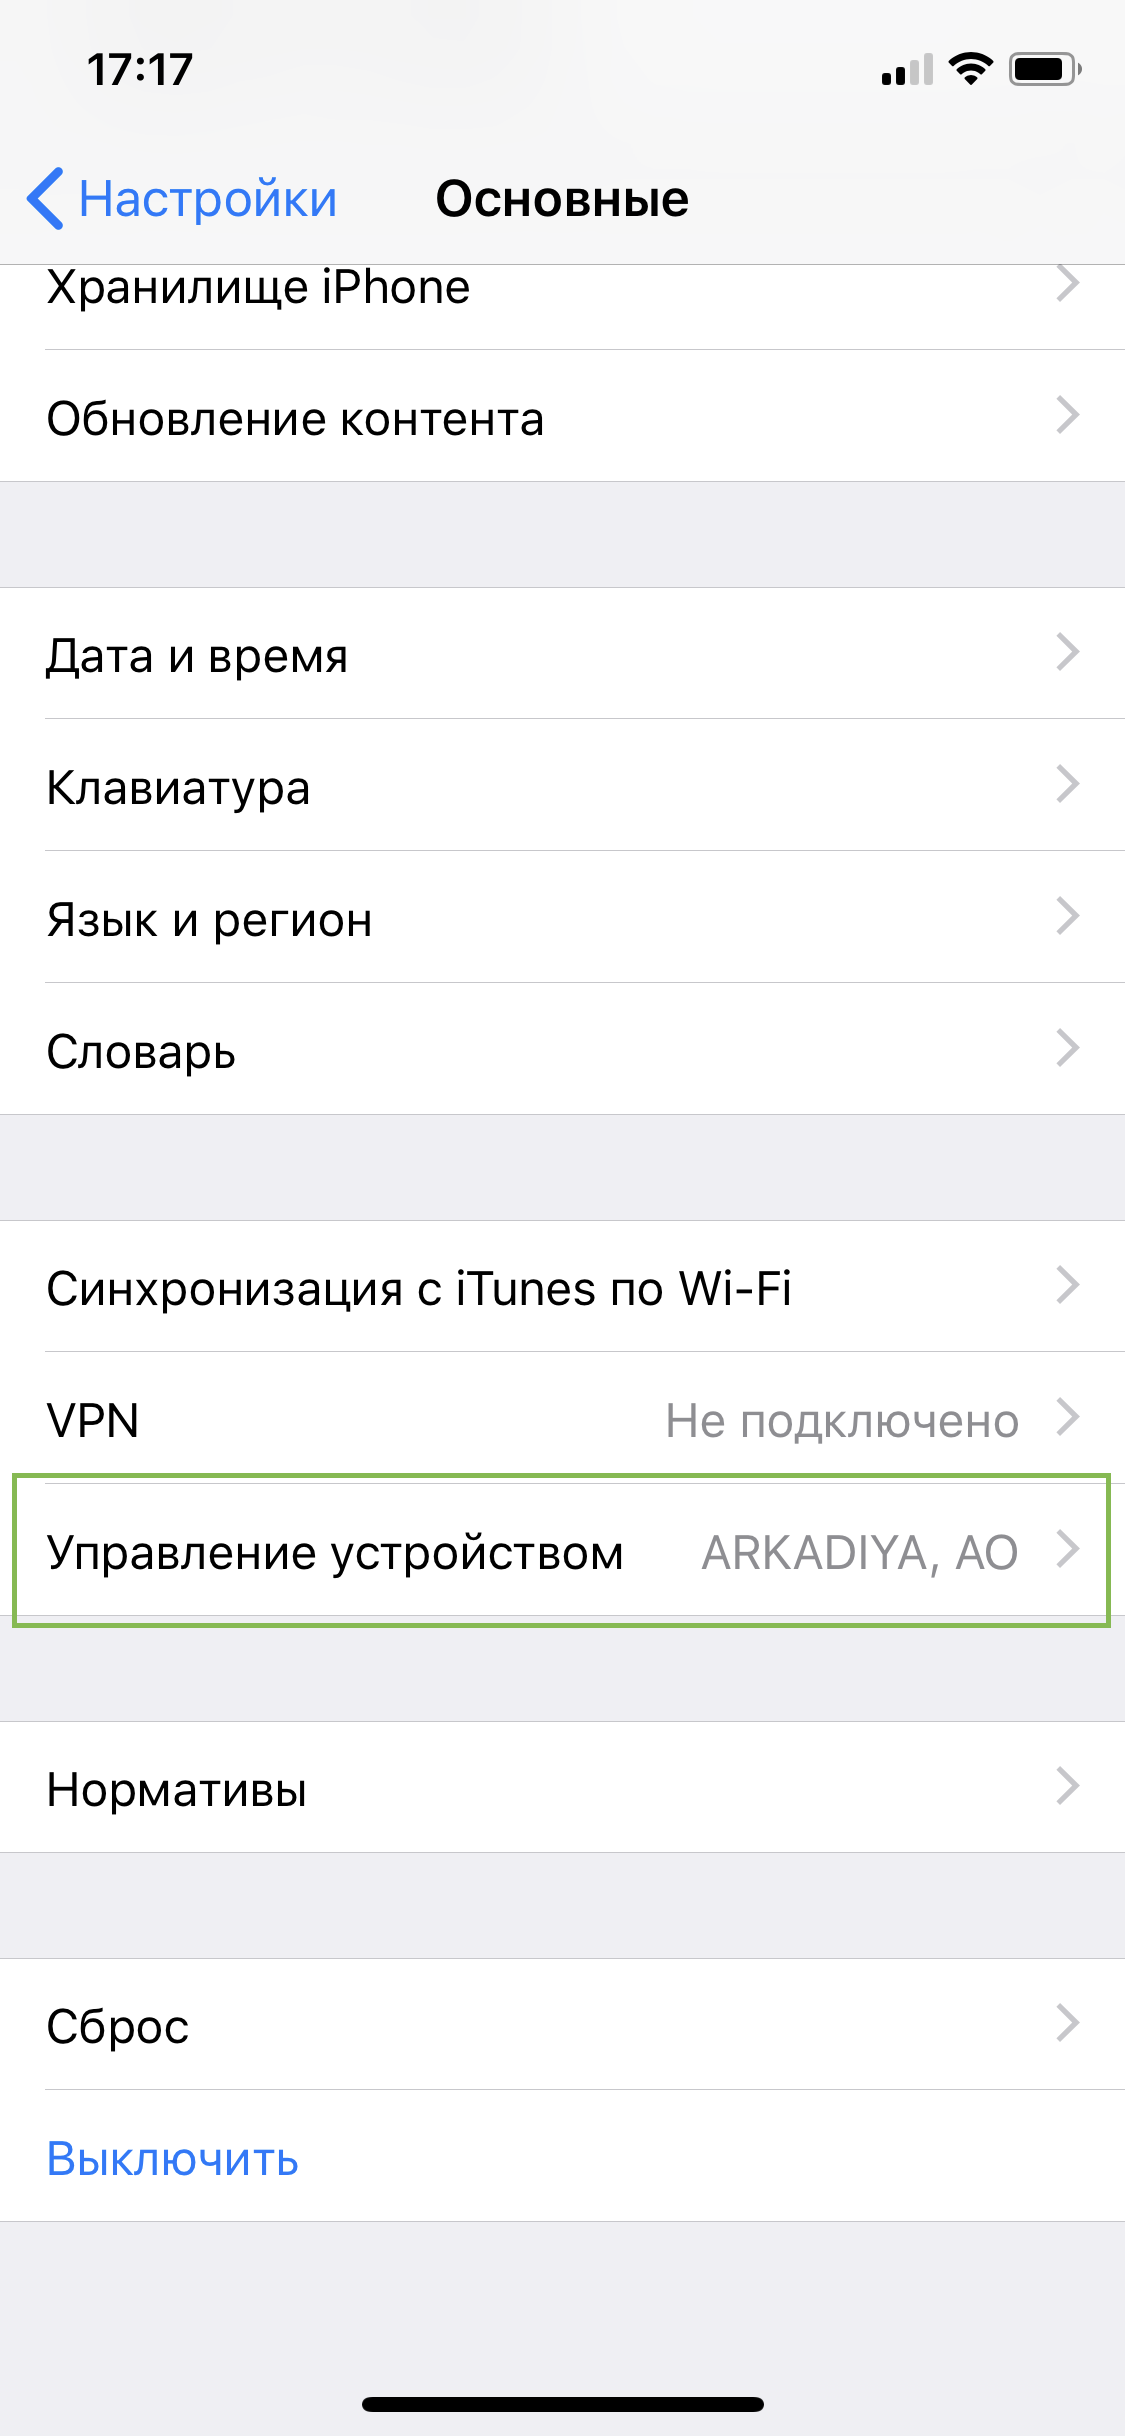 17:17
Настройки
Основные
Хранилище iPhone
Обновление контента
Дата и время
Клавиатура
Язык и регион
Словарь
Синхронизация с iTunes по Wi-Fi
VPN Не подключено
Управление устройством ARKADIYA, AO
Нормативы
Сброс
Выключить